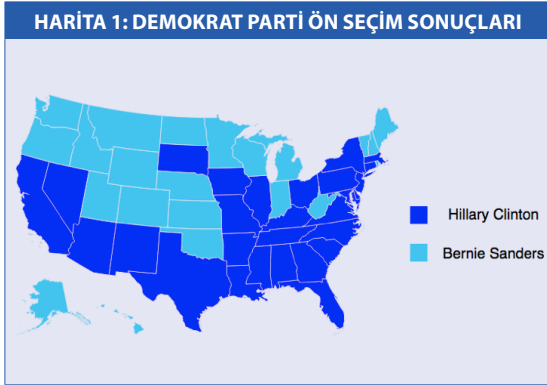 HARİTA 1: DEMOKRAT PARTİ ÖN SEÇİM SONUÇLARI
Hillary Clinton
Bernie Sanders